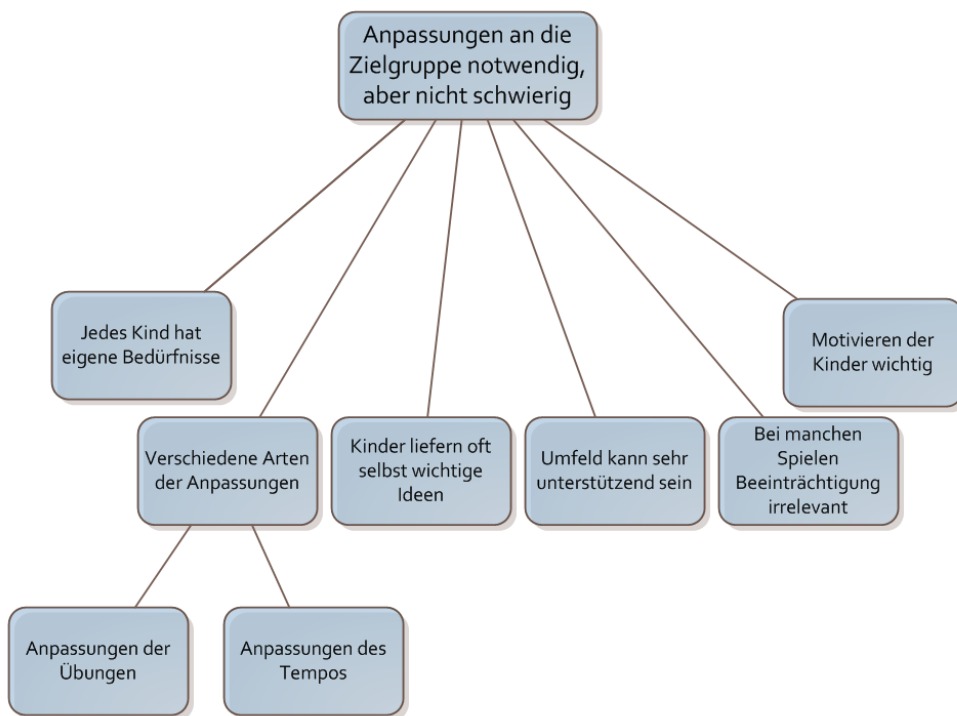 Anpassungen an die
Zielgruppe notwendig,
aber nicht schwierig
Jedes Kind hat
eigene Bedürfnisse
Motivieren der
Kinder wichtig
Verschiedene Arten
der Anpassungen
Kinder liefern oft
selbst wichtige
Ideen
Umfeld kann sehr
unterstützend sein
Bei manchen
Spielen
Beeinträchtigung
irrelevant
Anpassungen der
Übungen
Anpassungen des
Tempos